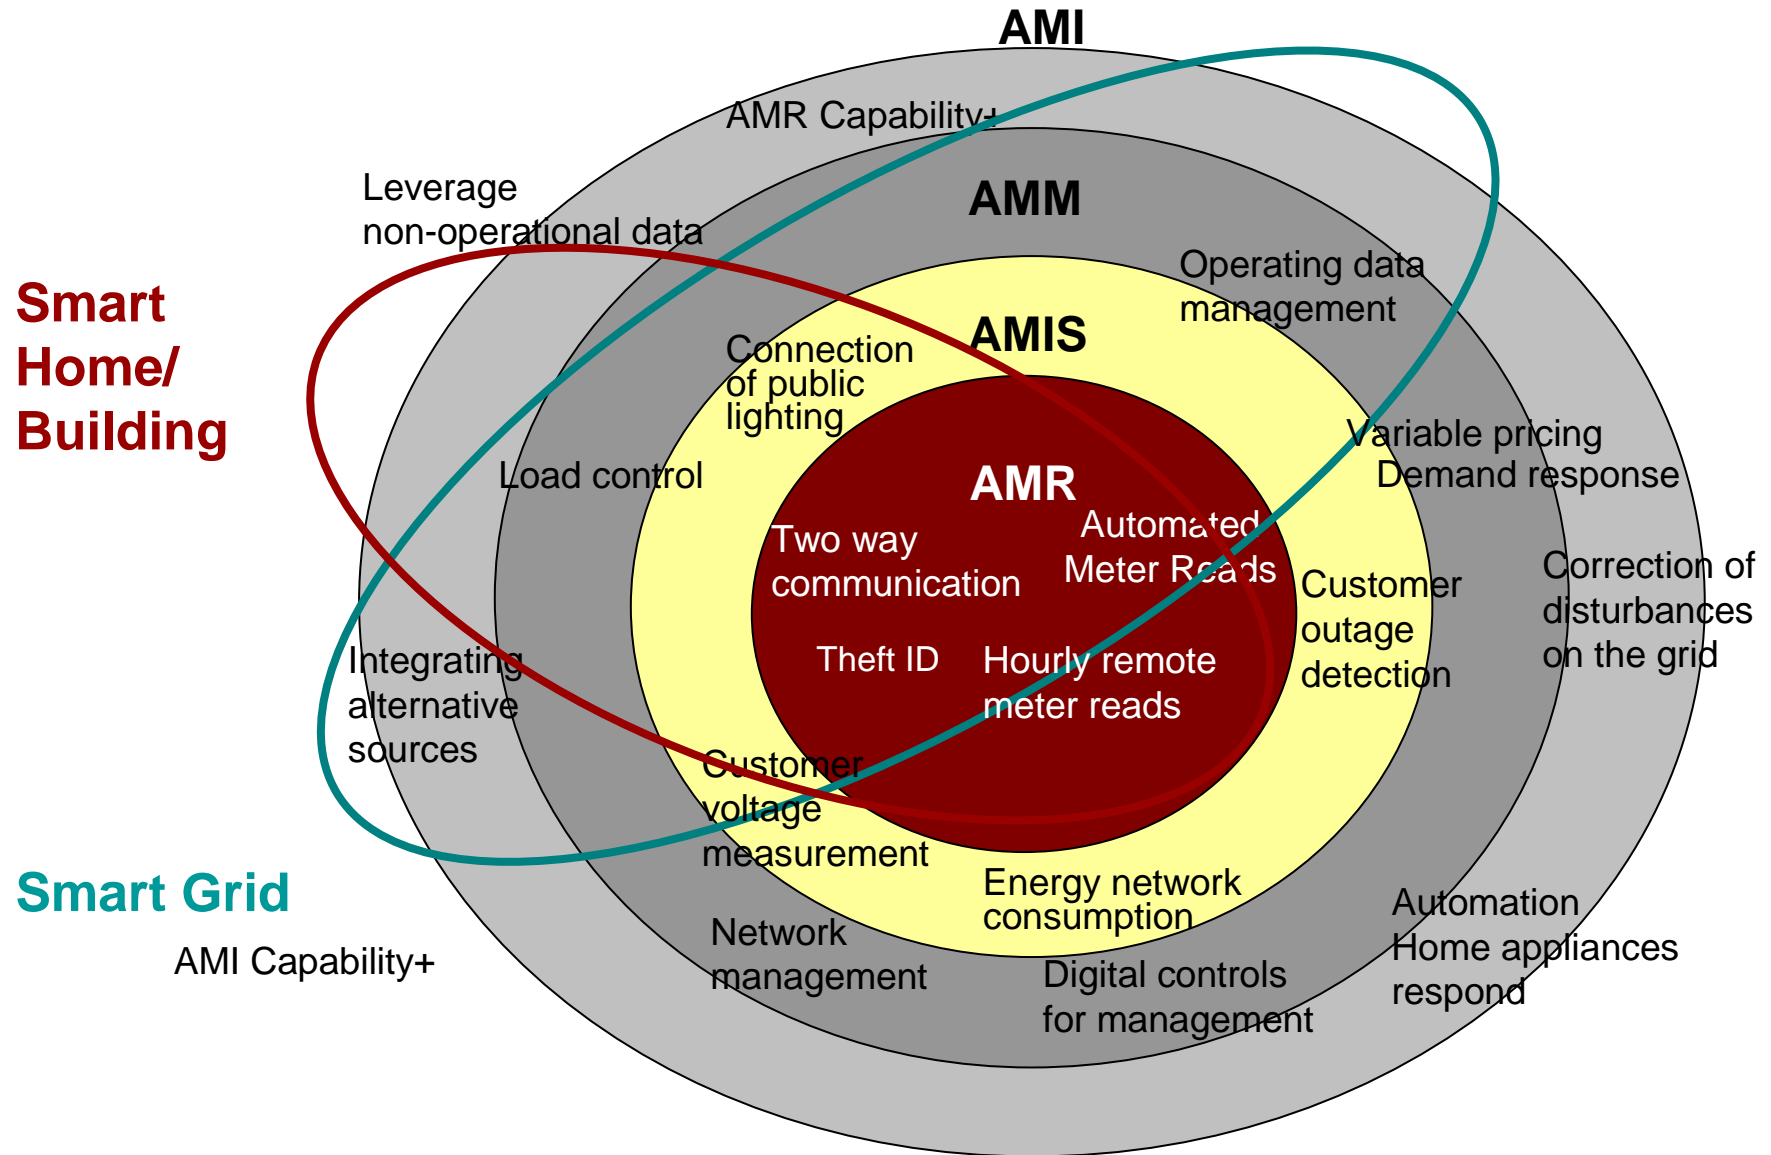 AMI
AMR Capability+
Leverage
non-operational data
AMM
Operating data
management
Smart
Home/
Building
AMIS
Connection
of public
lighting
Variable pricing
Demand response
Load control
AMR
Two way
communication
Automated
Meter Reads
Customer
outage
detection
Correction of
disturbances
on the grid
Theft ID
Hourly remote
meter reads
Integrating
alternative
sources
Customer
voltage
measurement
Smart Grid
AMI Capability+
Energy network
consumption
Network
management
Digital controls
for management
Automation
Home appliances
respond